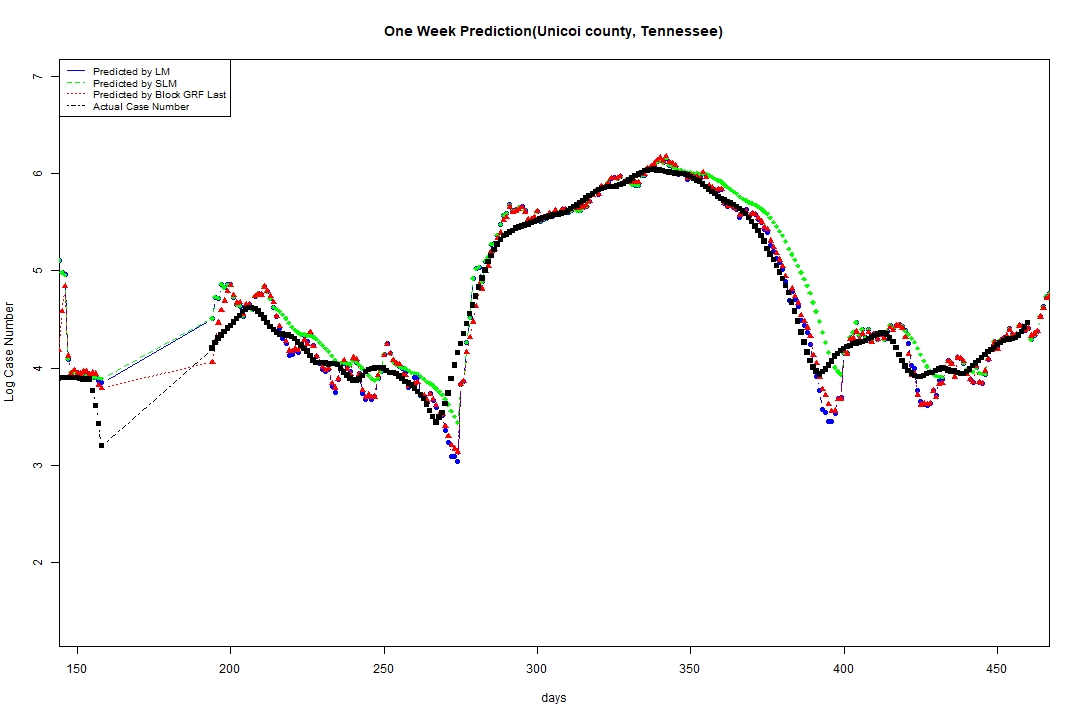 One Week Prediction(Unicoi county, Tennessee)
Predicted by LM
Predicted by SLM
Predicted by Block GRF Last
Actual Case Number
7
6
5
4
3
2
Log Case Number
150 200 250 300 350 400 450
days